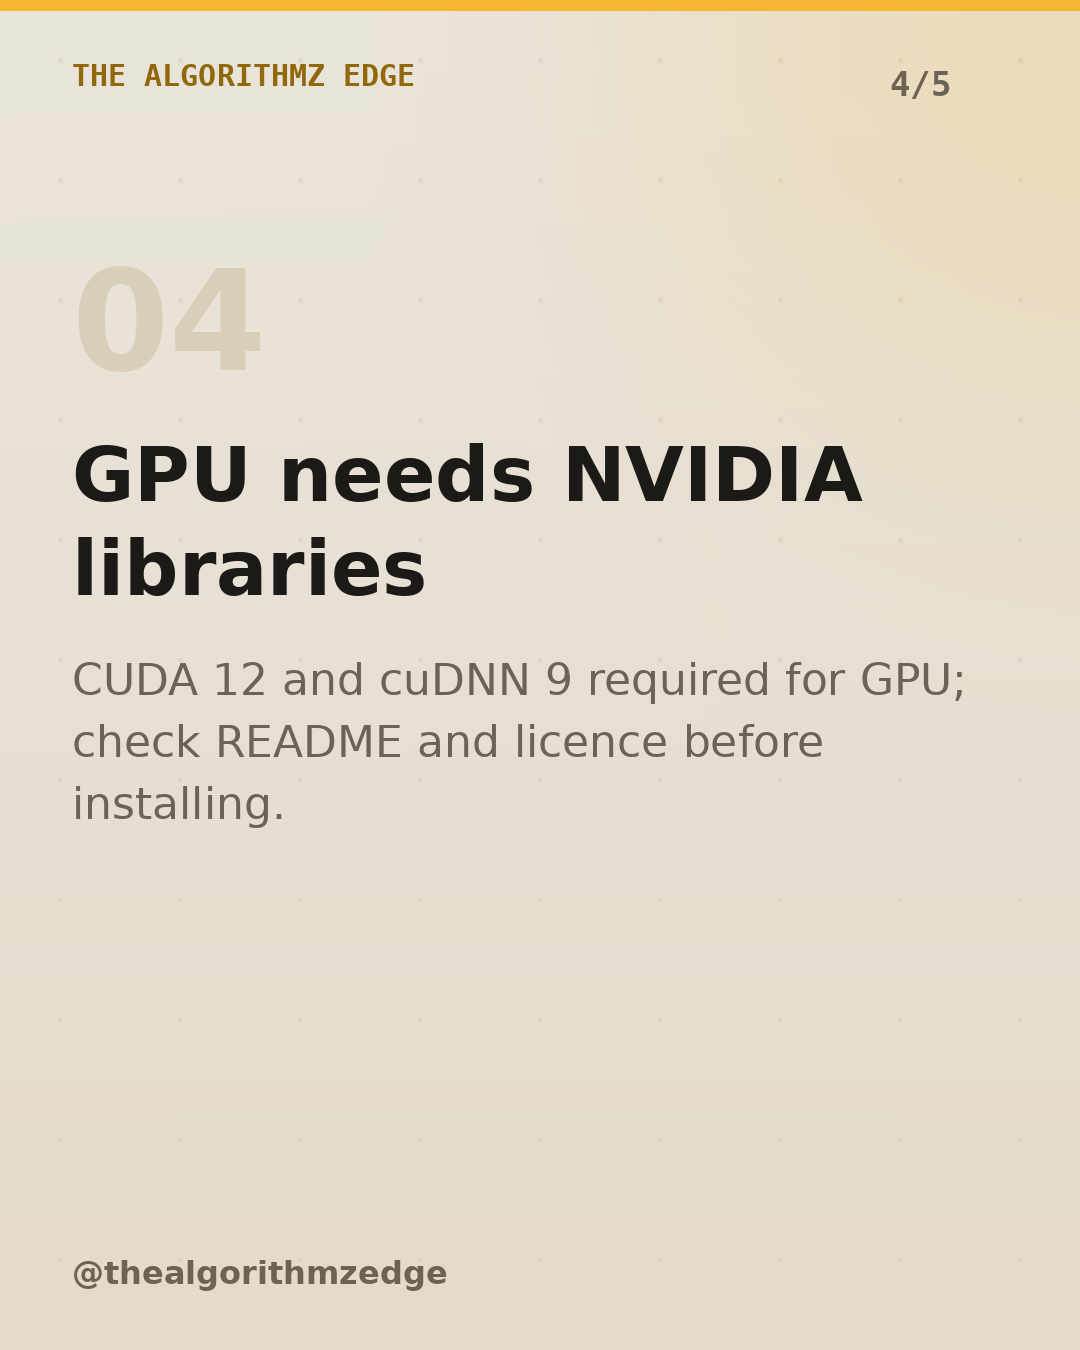 THE ALGORITHMZ EDGE
4/5
04
GPU needs NVIDIA
libraries
CUDA 12 and cuDNN 9 required for GPU;
check README and licence before
installing.
@thealgorithmzedge